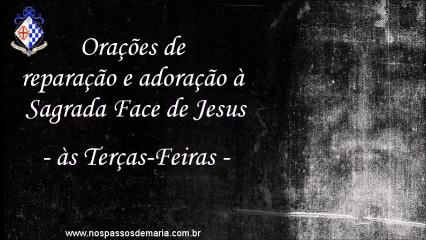 Orações de
reparação e adoração à
Sagrada Face de Jesus
- às Terças-Feiras -
www.nospassosdemaria.com.br